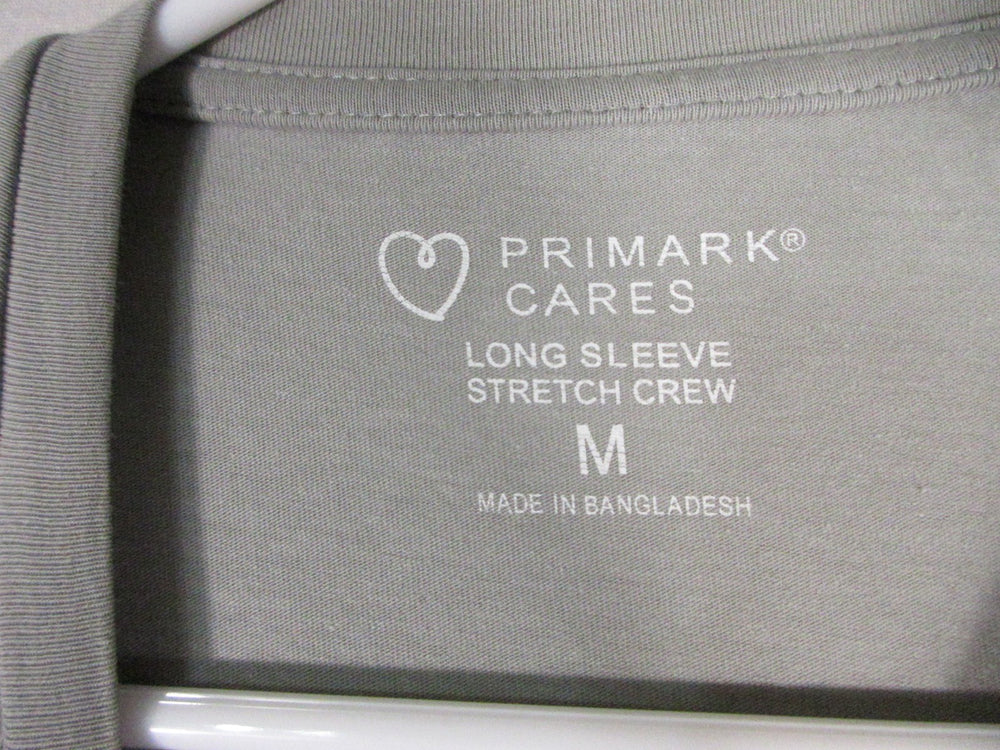 PRIMARK®
CARES
LONG SLEEVE
STRETCH CREW
M
MADE IN BANGLADESH